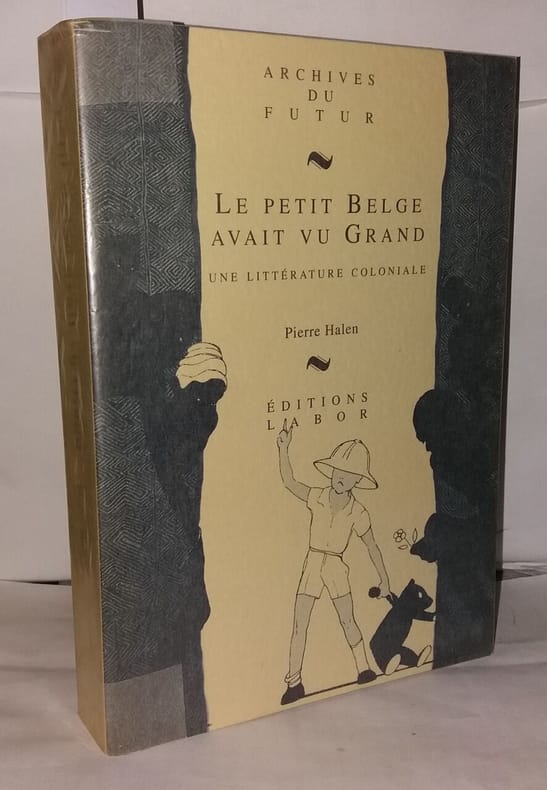 ARCHIVES
DU
FUTUR
LE PETIT BELGE
AVAIT VU GRAND
UNE LITTÉRATURE COLONIALE
Pierre Halen
ÉDITIONS
LABOR